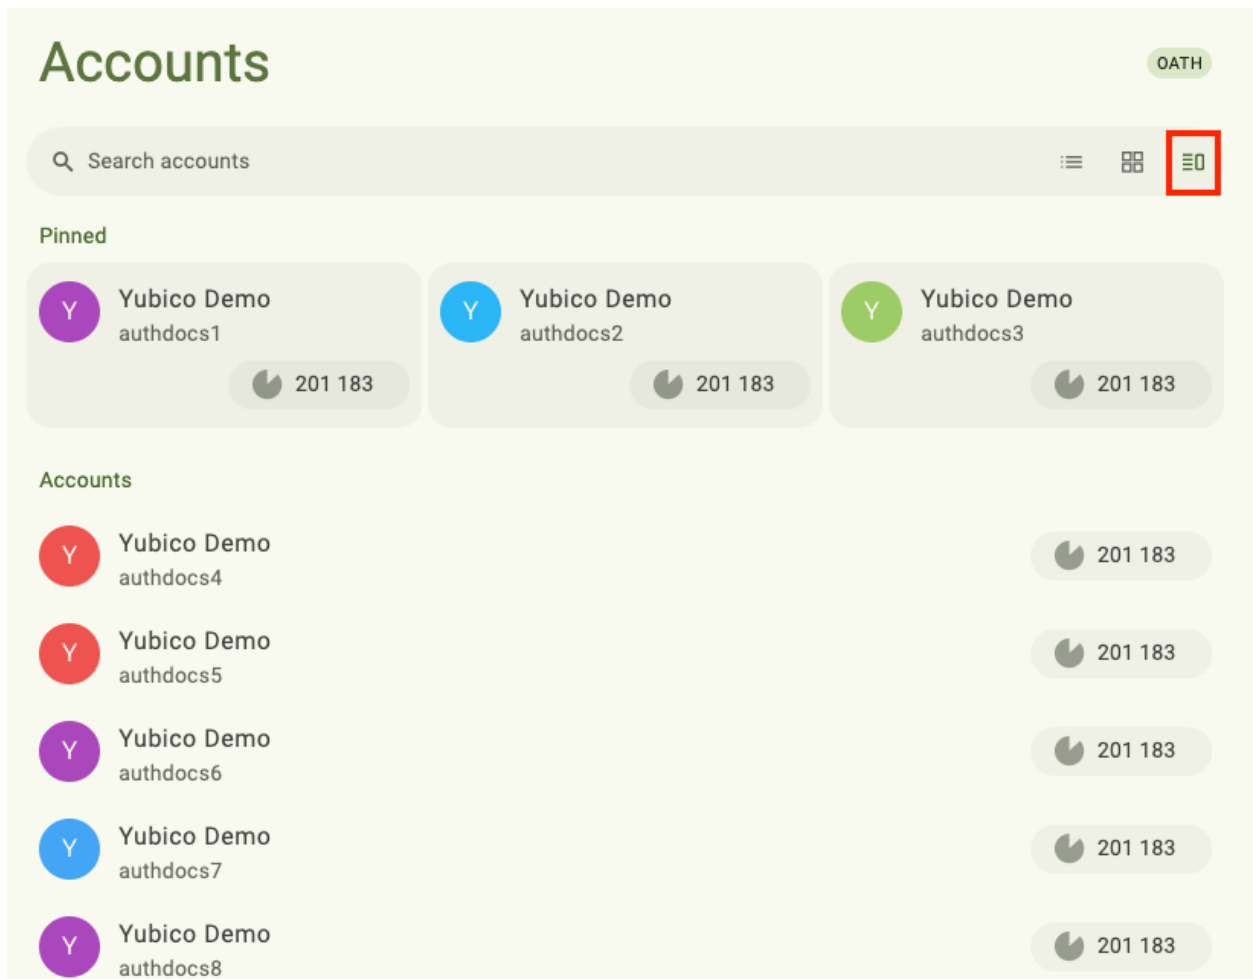 Accounts
OATH
Search accounts
Pinned
Y
Yubico Demo
authdocs1
201 183
Y
Yubico Demo
authdocs2
201 183
Y
Yubico Demo
authdocs3
201 183
Accounts
Y
Yubico Demo
authdocs4
201 183
Y
Yubico Demo
authdocs5
201 183
Y
Yubico Demo
authdocs6
201 183
Y
Yubico Demo
authdocs7
201 183
Y
Yubico Demo
authdocs8
201 183